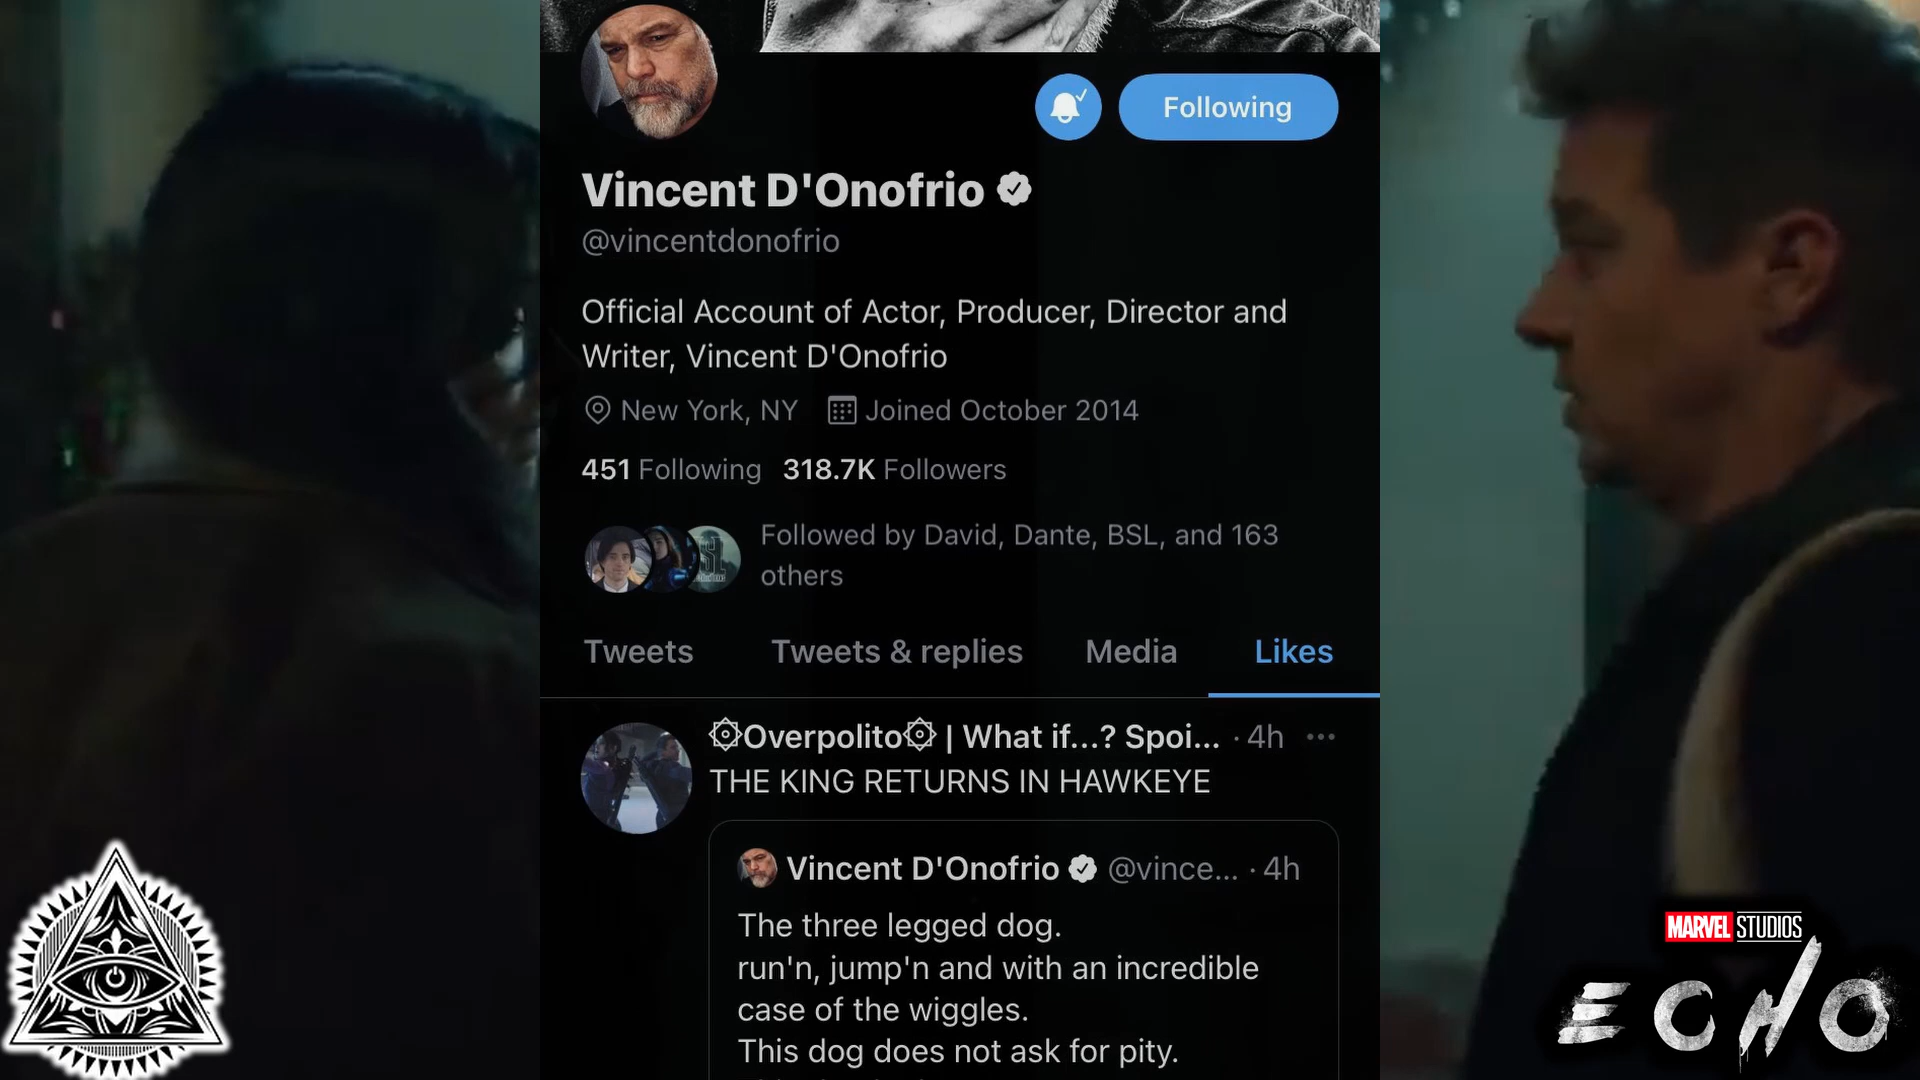 Following
Vincent D'Onofrio
@vincentdonofrio
Official Account of Actor, Producer, Director and
Writer, Vincent D'Onofrio
New York, NY Joined October 2014
451 Following 318.7K Followers
Followed by David, Dante, BSL, and 163
others
Tweets Tweets & replies Media Likes
Overpolito | What if...? Spoi... · 4h
THE KING RETURNS IN HAWKEYE
Vincent D'Onofrio @vince... · 4h
The three legged dog.
run'n, jump'n and with an incredible
case of the wiggles.
This dog does not ask for pity.
MARVEL STUDIOS
ECHO